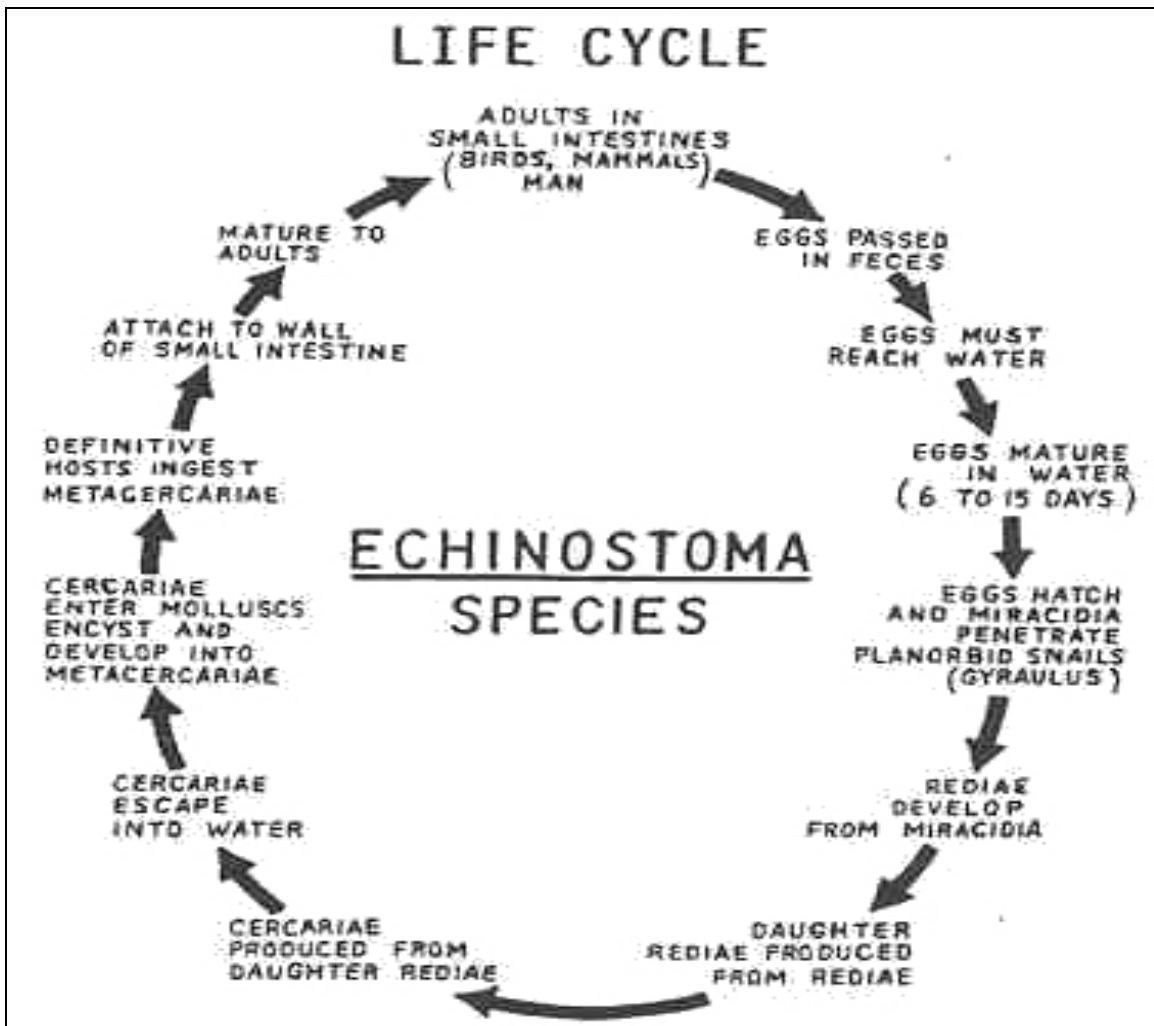 LIFE CYCLE
ADULTS IN
SMALL INTESTINES
(BIRDS, MAMMALS)
MAN
EGGS PASSED
IN FECES
EGGS MUST
REACH WATER
EGGS MATURE
IN WATER
(6 TO 15 DAYS)
EGGS HATCH
AND MIRACIDIA
PENETRATE
PLANORBID SNAILS
(GYRAULUS)
REDIAE
DEVELOP
FROM MIRACIDIA
DAUGHTER
REDIAE PRODUCED
FROM REDIAE
CERCARIAE
PRODUCED FROM
DAUGHTER REDIAE
CERCARIAE
ESCAPE
INTO WATER
CERCARIAE
ENTER MOLLUSCS
ENCYST AND
DEVELOP INTO
METACERCARIAE
DEFINITIVE
HOSTS INGEST
METACERCARIAE
ATTACH TO WALL
OF SMALL INTESTINE
MATURE TO
ADULTS
ECHINOSTOMA
SPECIES